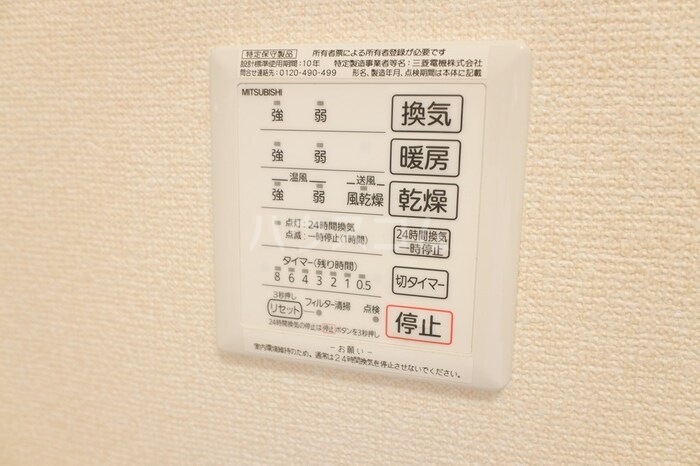 特定保守製品 所有者票による所有者登録が必要です
設計標準使用期間:10年 特定製造事業者等名:三菱電機株式会社
問合せ連絡先:0120-490-499 形名、製造年月、点検期間は本体に記載
MITSUBISHI
強 弱 換気
強 弱 暖房
温風 送風
強 弱 風乾燥 乾燥
点灯:24時間換気
点滅:一時停止(1時間)
24時間換気
一時停止
タイマー(残り時間)
8 6 4 3 2 1 0.5
切タイマー
3秒押し
リセット フィルター清掃 点検
停止
24時間換気の停止は停止ボタンを3秒押し
-お願い-
室内環境維持のため、通常は24時間換気を停止させないでください。